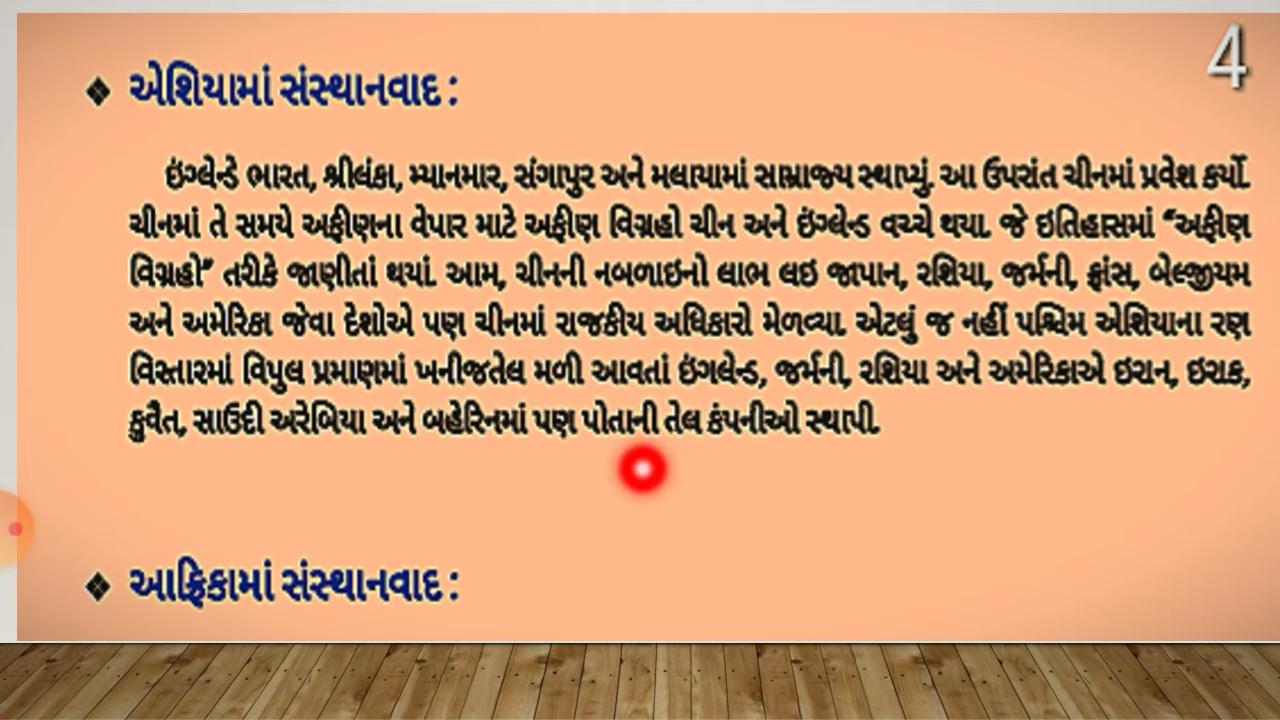 4
❖ એશિયામાં સંસ્થાનવાદ :
ઇંગ્લેન્ડે ભારત, શ્રીલંકા, મ્યાનમાર, સંગાપુર અને મલાયામાં સામ્રાજ્ય સ્થાપ્યું. આ ઉપરાંત ચીનમાં પ્રવેશ કર્યો.
ચીનમાં તે સમયે અફીણના વેપાર માટે અફીણ વિગ્રહો ચીન અને ઇંગ્લેન્ડ વચ્ચે થયા. જે ઇતિહાસમાં “અફીણ
વિગ્રહો” તરીકે જાણીતાં થયાં. આમ, ચીનની નબળાઇનો લાભ લઇ જાપાન, રશિયા, જર્મની, ફ્રાંસ, બેલ્જીયમ
અને અમેરિકા જેવા દેશોએ પણ ચીનમાં રાજકીય અધિકારો મેળવ્યા. એટલું જ નહીં પશ્ચિમ એશિયાના રણ
વિસ્તારમાં વિપુલ પ્રમાણમાં ખનીજતેલ મળી આવતાં ઇંગલેન્ડ, જર્મની, રશિયા અને અમેરિકાએ ઇરાન, ઇરાક,
કુવૈત, સાઉદી અરેબિયા અને બહેરિનમાં પણ પોતાની તેલ કંપનીઓ સ્થાપી.
❖ આફ્રિકામાં સંસ્થાનવાદ :